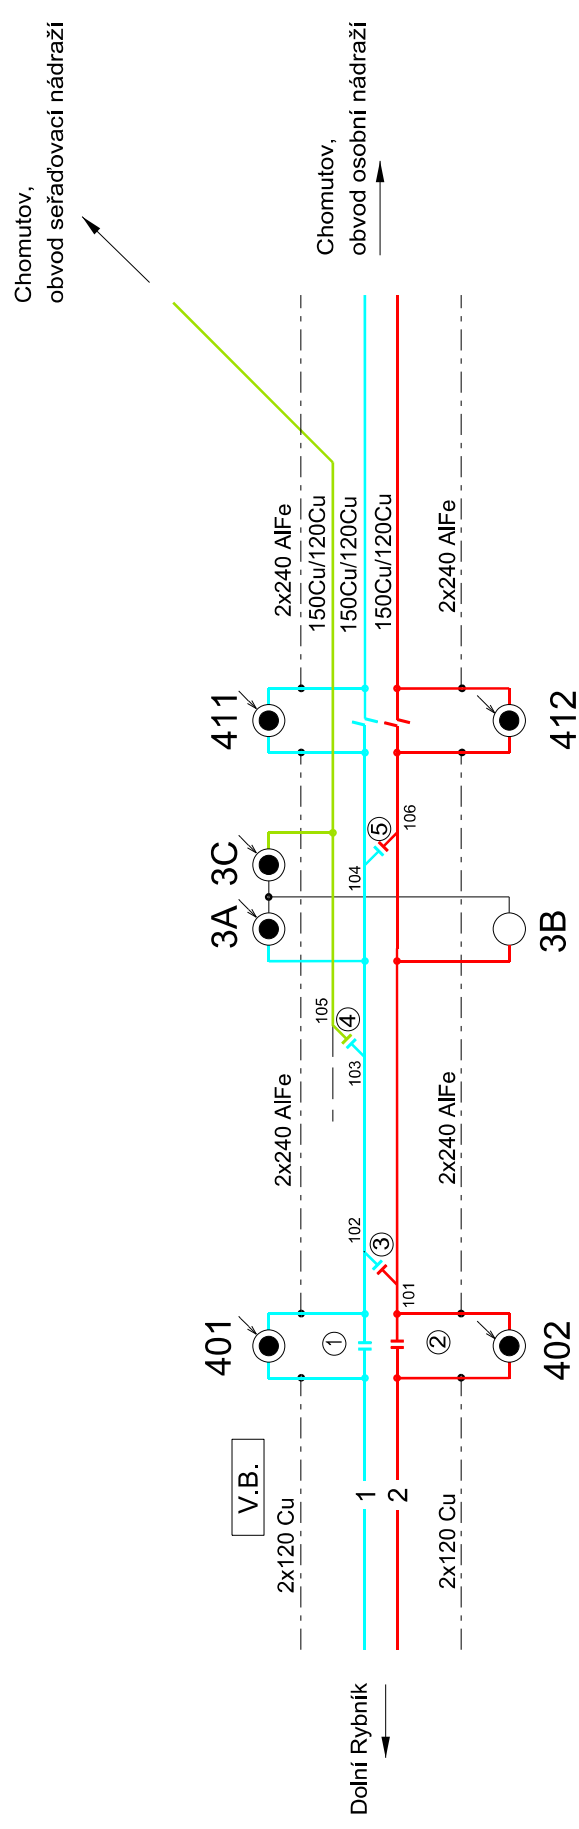 Chomutov,
obvod seřaďovací nádraží
Chomutov,
obvod osobní nádraží
2x240 AlFe
150Cu/120Cu
150Cu/120Cu
150Cu/120Cu
2x240 AlFe
411
412
3C
3A
3B
5
106
104
105
4
103
2x240 AlFe
2x240 AlFe
102
3
101
401
1
2
402
V.B.
2x120 Cu
1
2
2x120 Cu
Dolní Rybník